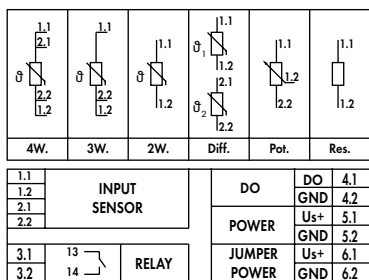 1.1 1.1 1.1 1.1 1.1 1.1
2.1
ϑ ϑ ϑ ϑ1 1.2 1.2
2.1
2.2 2.2 1.2 ϑ2 2.2 1.2
1.2 1.2 2.2
4W. 3W. 2W. Diff. Pot. Res.
1.1 INPUT SENSOR DO DO 4.1
1.2 GND 4.2
2.1 POWER Us+ 5.1
2.2 GND 5.2
3.1 13 RELAY JUMPER POWER Us+ 6.1
3.2 14 GND 6.2